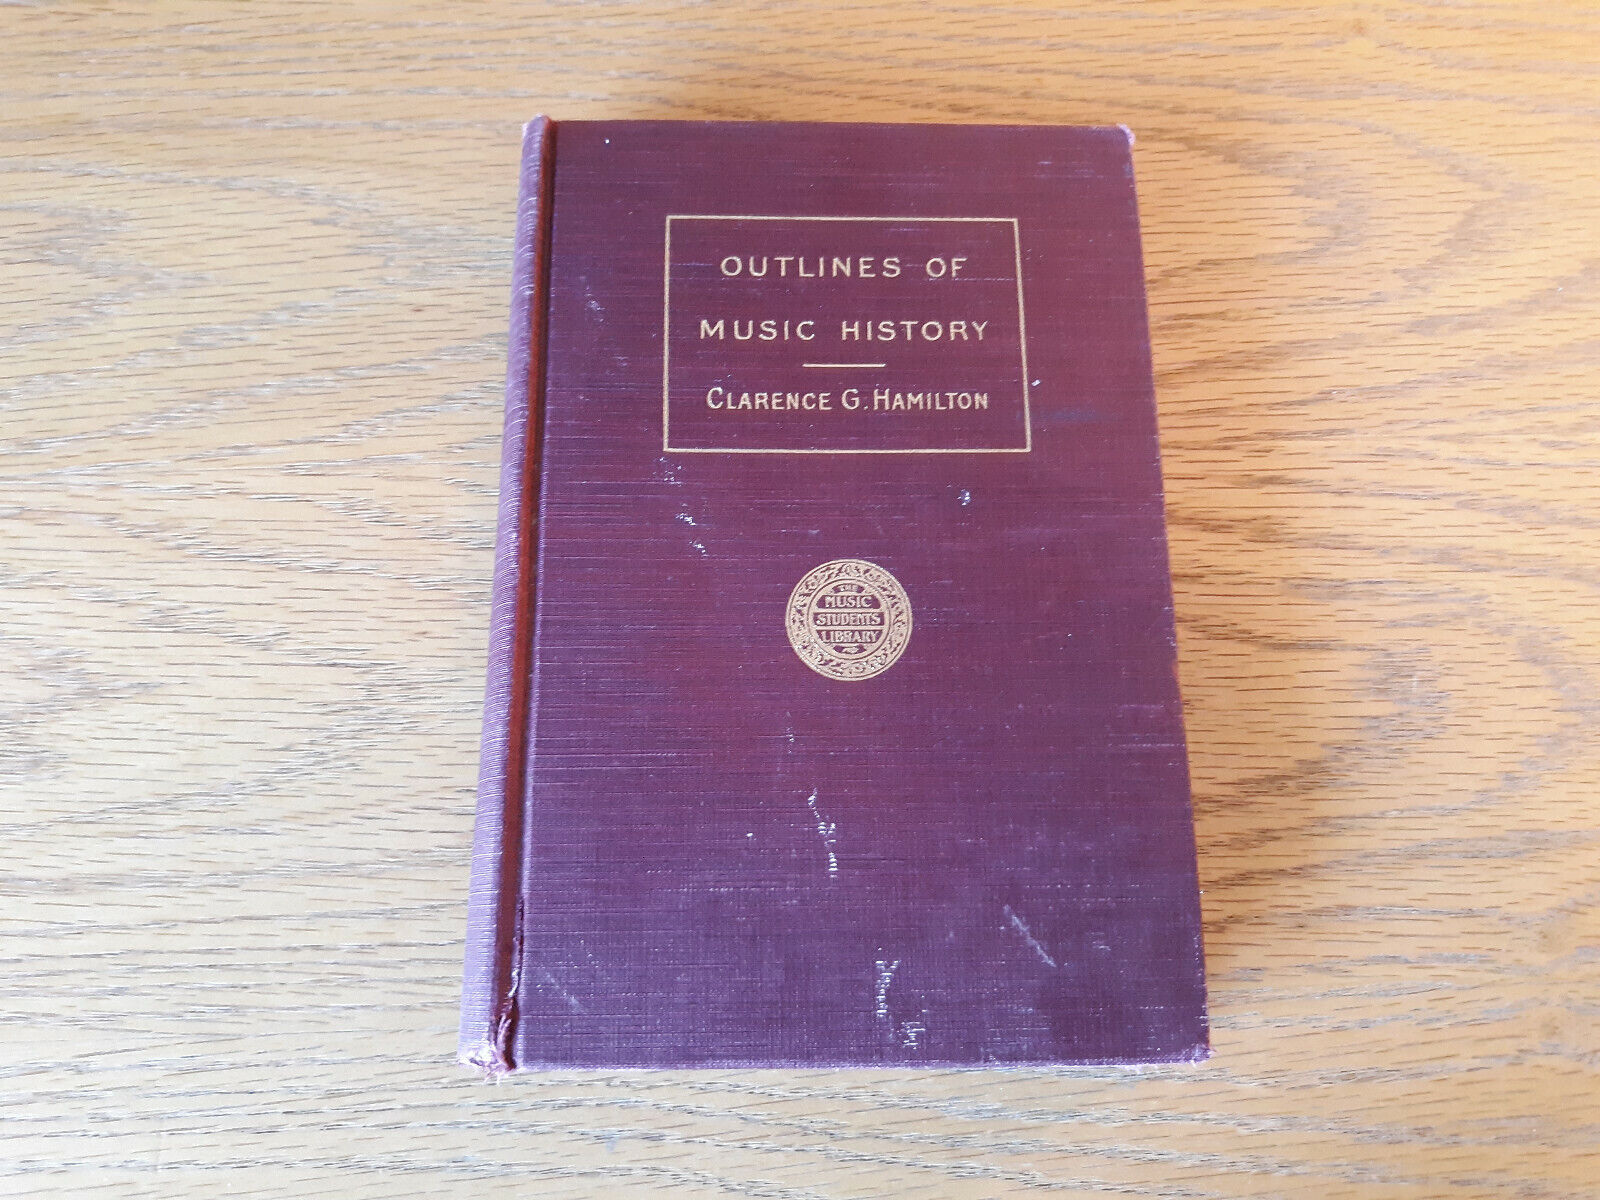 OUTLINES OF
MUSIC HISTORY
CLARENCE G. HAMILTON
THE
MUSIC
STUDENTS
LIBRARY